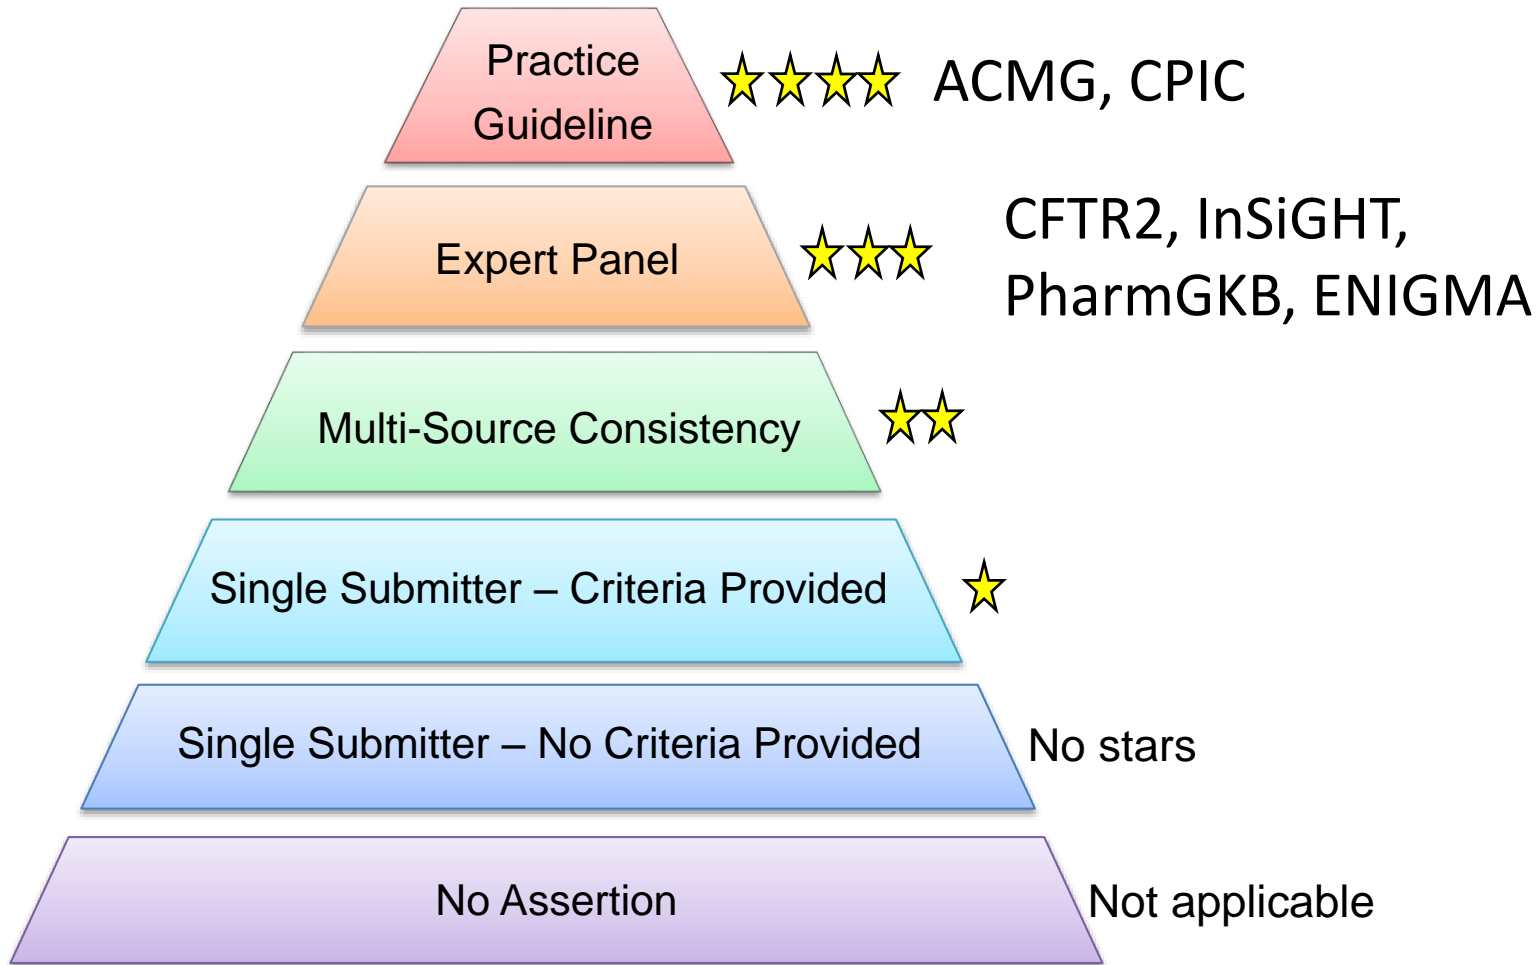 Practice
Guideline
ACMG, CPIC
Expert Panel
CFTR2, InSiGHT,
PharmGKB, ENIGMA
Multi-Source Consistency
Single Submitter – Criteria Provided
Single Submitter – No Criteria Provided
No stars
No Assertion
Not applicable